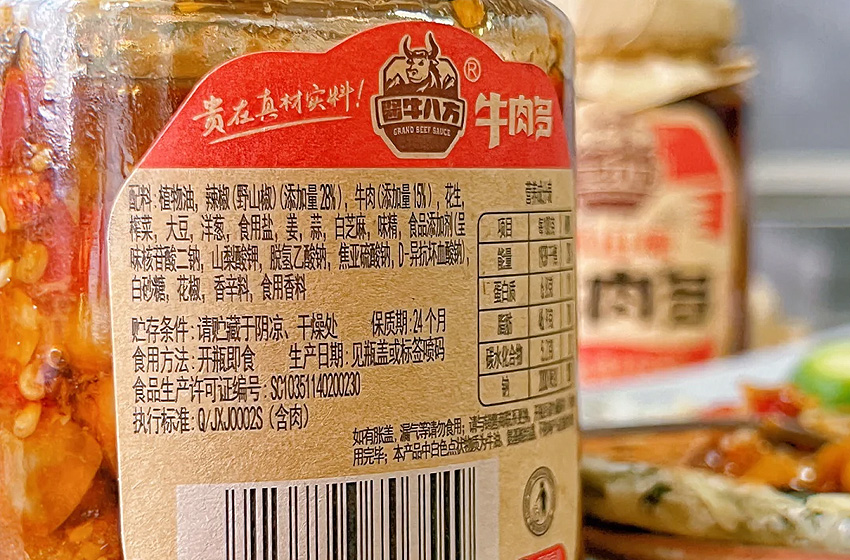 贵在真材实料!
酱牛八方
GRAND BEEF SAUCE
®
牛肉多
配料:植物油, 辣椒(野山椒)(添加量28%), 牛肉(添加量15%), 花生,
榨菜, 大豆, 洋葱, 食用盐, 姜, 蒜, 白芝麻, 味精, 食品添加剂(呈
味核苷酸二钠, 山梨酸钾, 脱氢乙酸钠, 焦亚硫酸钠, D-异抗坏血酸钠),
白砂糖, 花椒, 香辛料, 食用香料
贮存条件:请贮藏于阴凉、干燥处 保质期:24个月
食用方法:开瓶即食 生产日期:见瓶盖或标签喷码
食品生产许可证编号:SC10351140200230
执行标准:Q/JXJ0002S(含肉)
如有胀盖, 漏气等请勿食用;
用完毕;本产品中白色点状物质为牛油,
项目
能量
蛋白质
脂肪
碳水化合物
钠
肉多